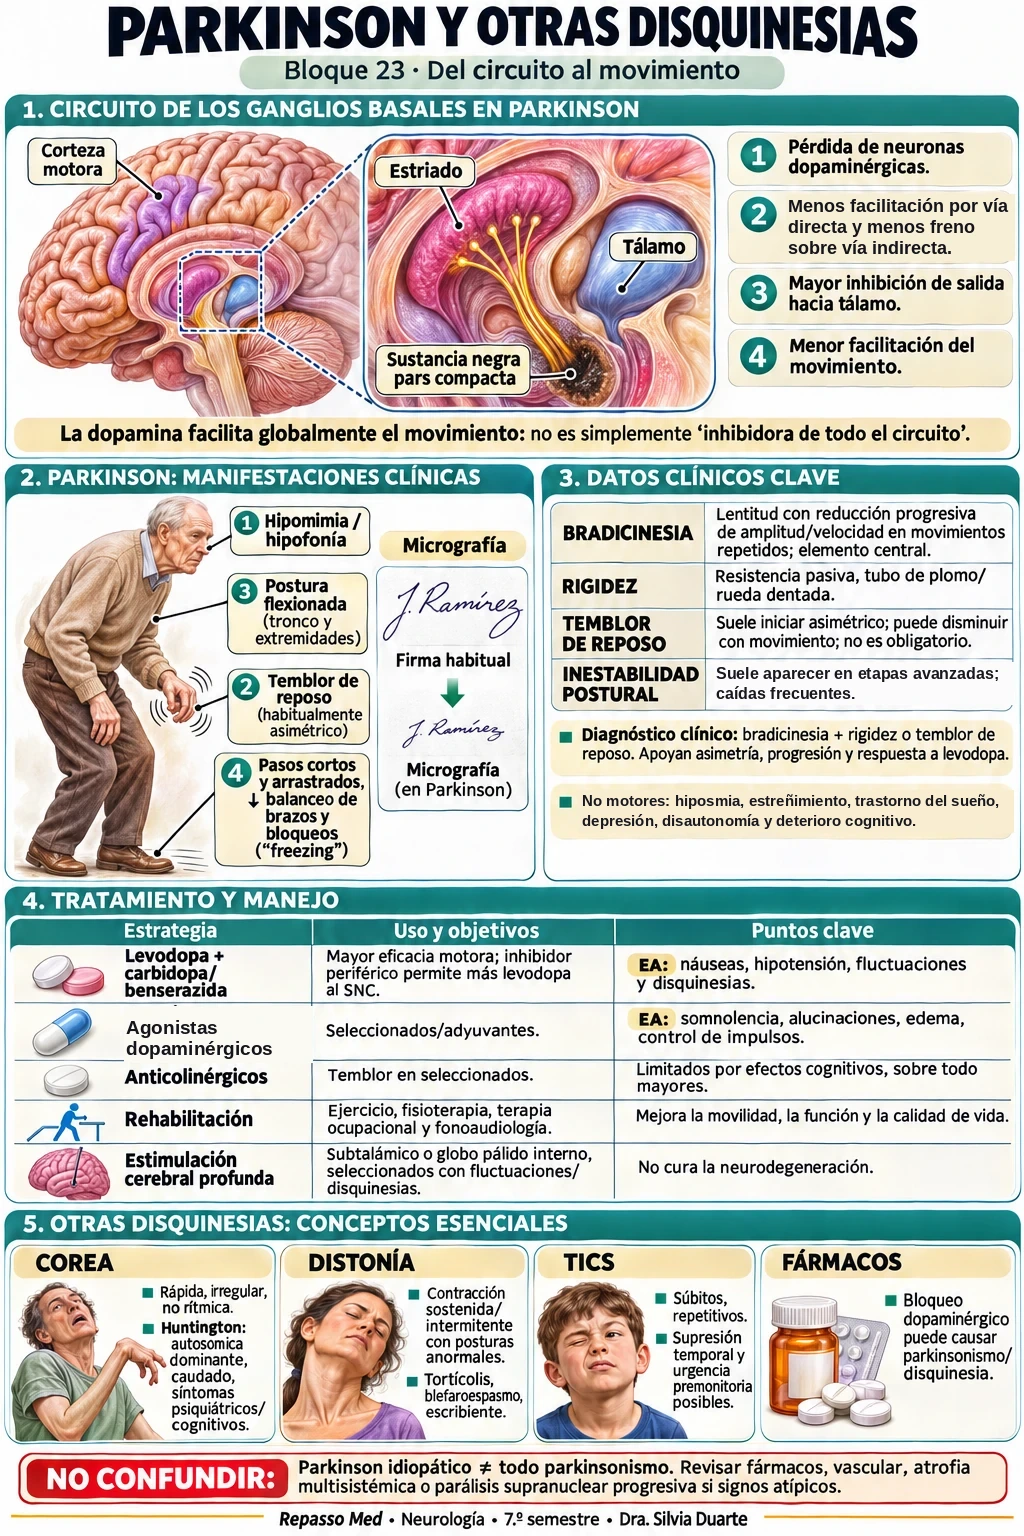 PARKINSON Y OTRAS DISQUINESIAS
Bloque 23 · Del circuito al movimiento
1. CIRCUITO DE LOS GANGLIOS BASALES EN PARKINSON
Corteza
motora
Estriado
Tálamo
Sustancia negra
pars compacta
1 Pérdida de neuronas
dopaminérgicas.
2 Menos facilitación por vía
directa y menos freno
sobre vía indirecta.
3 Mayor inhibición de salida
hacia tálamo.
4 Menor facilitación del
movimiento.
La dopamina facilita globalmente el movimiento: no es simplemente ‘inhibidora de todo el circuito’.
2. PARKINSON: MANIFESTACIONES CLÍNICAS
1 Hipomimia /
hipofonía
3 Postura
flexionada
(tronco y
extremidades)
2 Temblor de
reposo
(habitualmente
asimétrico)
4 Pasos cortos
y arrastrados,
↓ balanceo de
brazos y
bloqueos
(“freezing”)
Micrografía
J. Ramírez
Firma habitual
J. Ramírez
Micrografía
(en Parkinson)
3. DATOS CLÍNICOS CLAVE
BRADICINESIA
Lentitud con reducción progresiva
de amplitud/velocidad en movimientos
repetidos; elemento central.
RIGIDEZ
Resistencia pasiva, tubo de plomo/
rueda dentada.
TEMBLOR
DE REPOSO
Suele iniciar asimétrico; puede disminuir
con movimiento; no es obligatorio.
INESTABILIDAD
POSTURAL
Suele aparecer en etapas avanzadas;
caídas frecuentes.
Diagnóstico clínico: bradicinesia + rigidez o temblor de
reposo. Apoyan asimetría, progresión y respuesta a levodopa.
No motores: hiposmia, estreñimiento, trastorno del sueño,
depresión, disautonomía y deterioro cognitivo.
4. TRATAMIENTO Y MANEJO
Estrategia
Uso y objetivos
Puntos clave
Levodopa +
carbidopa/
benserazida
Mayor eficacia motora; inhibidor
periférico permite más levodopa
al SNC.
EA: náuseas, hipotensión, fluctuaciones
y disquinesias.
Agonistas
dopaminérgicos
Seleccionados/adyuvantes.
EA: somnolencia, alucinaciones, edema,
control de impulsos.
Anticolinérgicos
Temblor en seleccionados.
Limitados por efectos cognitivos, sobre todo
mayores.
Rehabilitación
Ejercicio, fisioterapia, terapia
ocupacional y fonoaudiología.
Mejora la movilidad, la función y la calidad de vida.
Estimulación
cerebral profunda
Subtalámico o globo pálido interno,
seleccionados con fluctuaciones/
disquinesias.
No cura la neurodegeneración.
5. OTRAS DISQUINESIAS: CONCEPTOS ESENCIALES
COREA
Rápida, irregular,
no rítmica.
Huntington:
autosomica
dominante,
caudado,
síntomas
psiquiátricos/
cognitivos.
DISTONÍA
Contracción
sostenida/
intermitente
con posturas
anormales.
Tortícolis,
blefaroespasmo,
escribiente.
TICS
Súbitos,
repetitivos.
Supresión
temporal y
urgencia
premonitoria
posibles.
FÁRMACOS
Bloqueo
dopaminérgico
puede causar
parkinsonismo/
disquinesia.
NO CONFUNDIR:
Parkinson idiopático ≠ todo parkinsonismo. Revisar fármacos, vascular, atrofia
multisistémica o parálisis supranuclear progresiva si signos atípicos.
Repasso Med • Neurología • 7.º semestre • Dra. Silvia Duarte